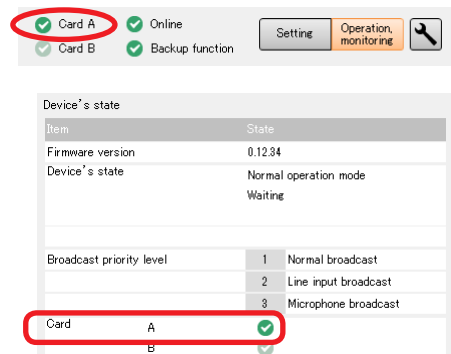 Card A Online
Card B Backup function
Setting Operation, monitoring
Device's state
Item State
Firmware version 0.12.34
Device's state Normal operation mode
Waiting
Broadcast priority level 1 Normal broadcast
2 Line input broadcast
3 Microphone broadcast
Card A
B